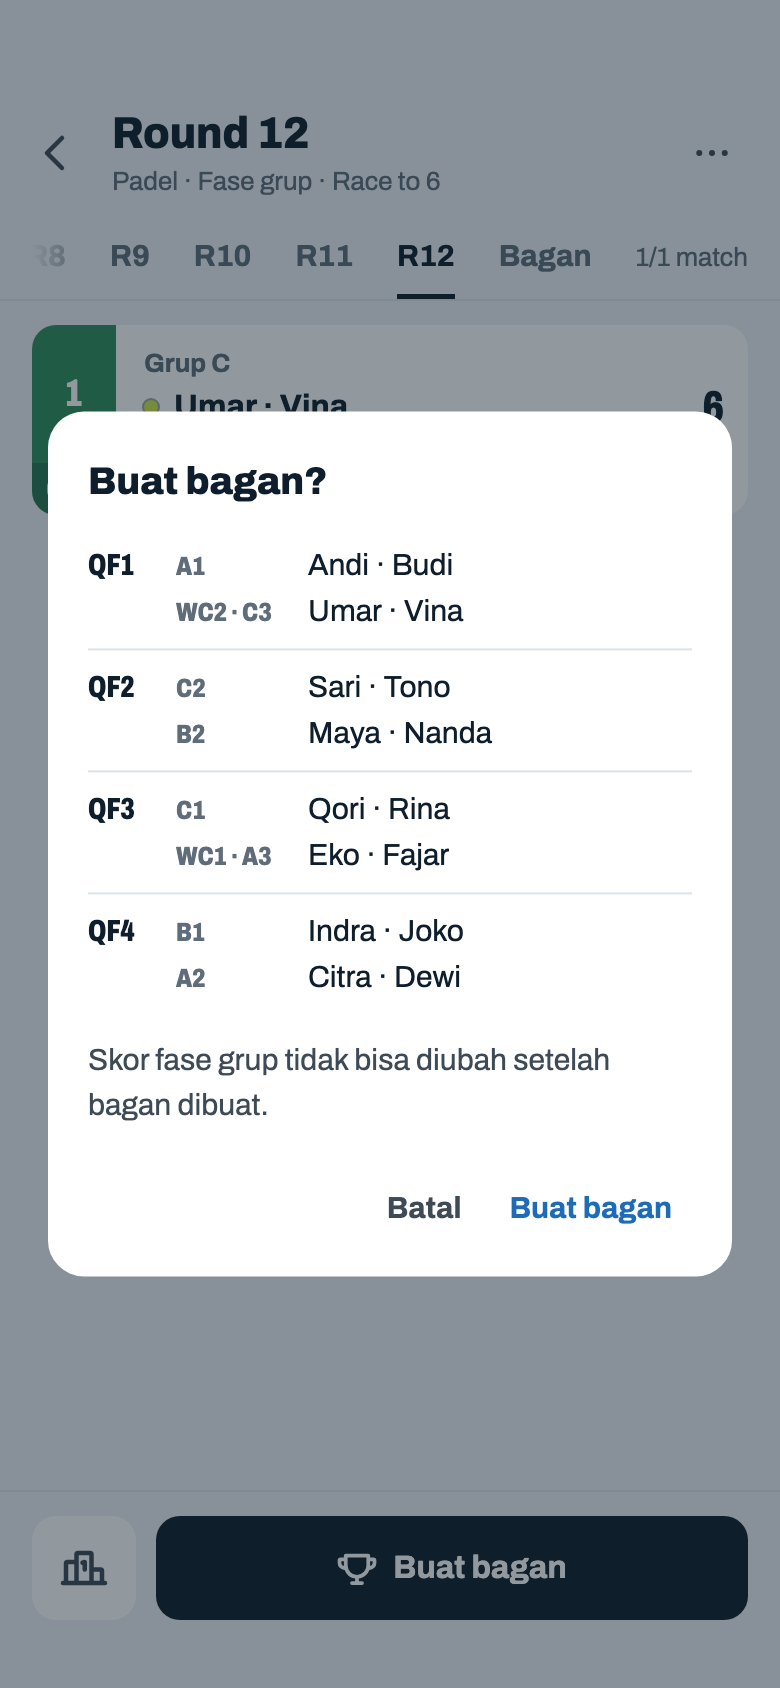 Round 12
Padel · Fase grup · Race to 6
R8 R9 R10 R11 R12 Bagan 1/1 match
Grup C
1
Umar · Vina 6
Buat bagan?
QF1 A1 Andi · Budi
WC2 · C3 Umar · Vina
QF2 C2 Sari · Tono
B2 Maya · Nanda
QF3 C1 Qori · Rina
WC1 · A3 Eko · Fajar
QF4 B1 Indra · Joko
A2 Citra · Dewi
Skor fase grup tidak bisa diubah setelah
bagan dibuat.
Batal Buat bagan
Buat bagan